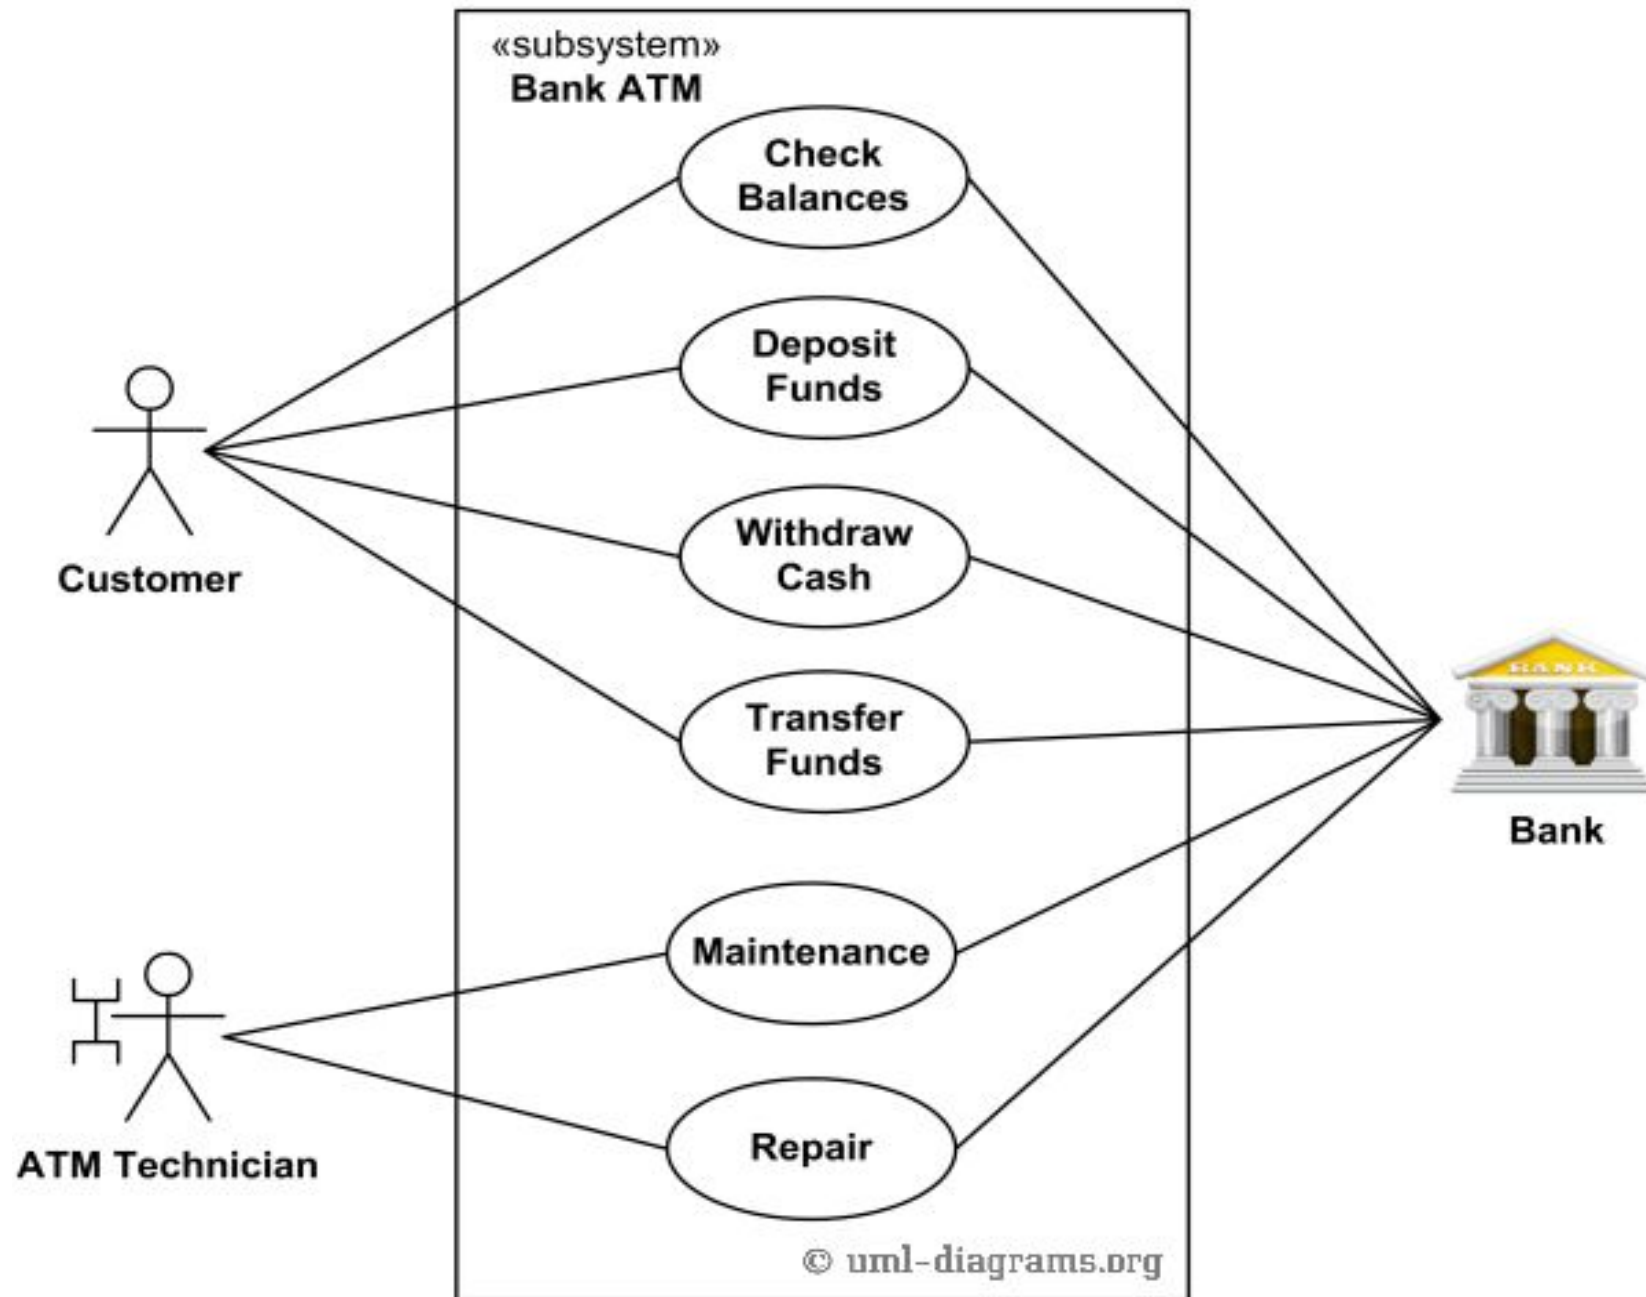 «subsystem»
Bank ATM
Check
Balances
Deposit
Funds
Withdraw
Cash
Transfer
Funds
Maintenance
Repair
Customer
ATM Technician
BANK
Bank
© uml-diagrams.org